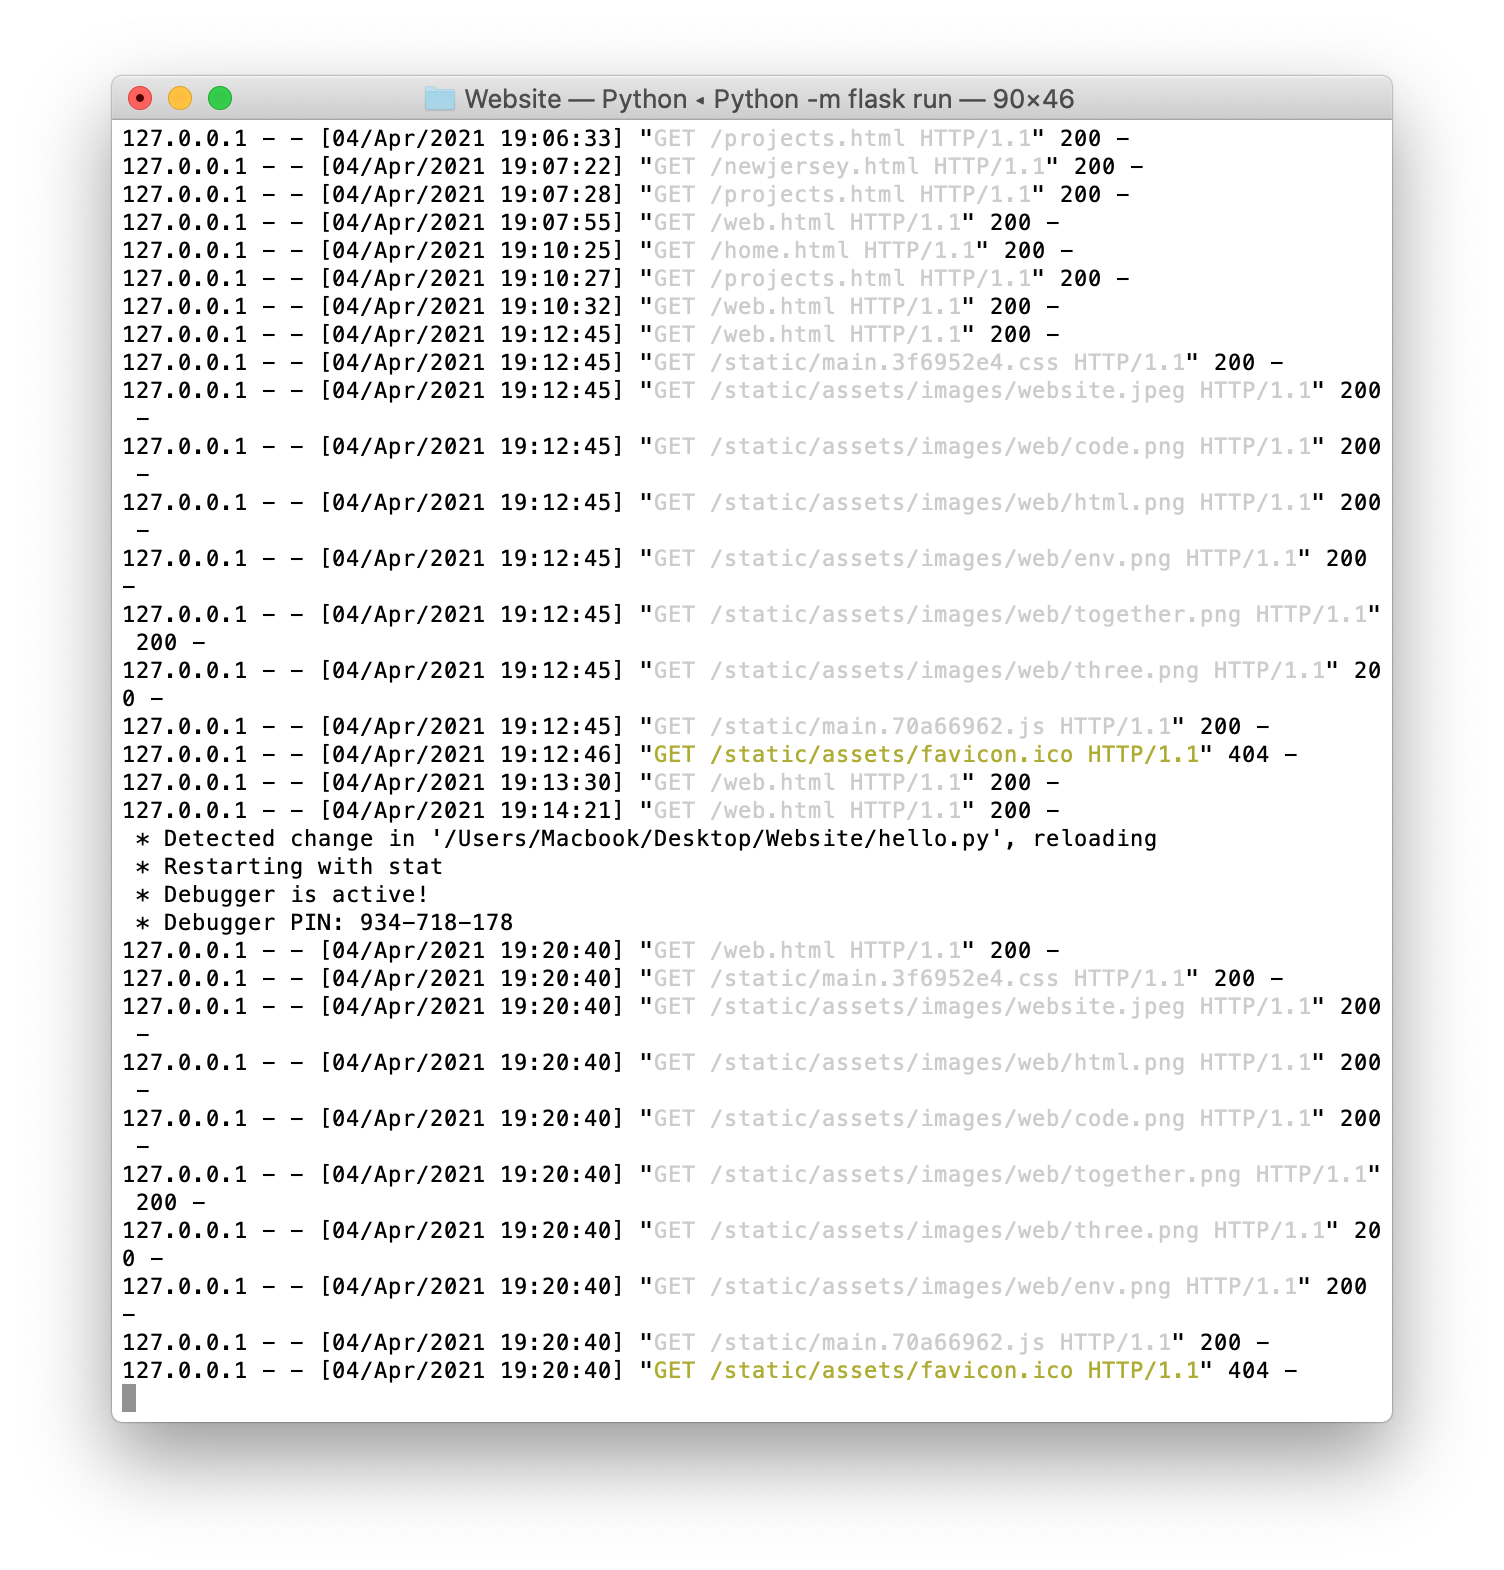 Website — Python ◂ Python -m flask run — 90×46
127.0.0.1 - - [04/Apr/2021 19:06:33] "GET /projects.html HTTP/1.1" 200 -
127.0.0.1 - - [04/Apr/2021 19:07:22] "GET /newjersey.html HTTP/1.1" 200 -
127.0.0.1 - - [04/Apr/2021 19:07:28] "GET /projects.html HTTP/1.1" 200 -
127.0.0.1 - - [04/Apr/2021 19:07:55] "GET /web.html HTTP/1.1" 200 -
127.0.0.1 - - [04/Apr/2021 19:10:25] "GET /home.html HTTP/1.1" 200 -
127.0.0.1 - - [04/Apr/2021 19:10:27] "GET /projects.html HTTP/1.1" 200 -
127.0.0.1 - - [04/Apr/2021 19:10:32] "GET /web.html HTTP/1.1" 200 -
127.0.0.1 - - [04/Apr/2021 19:12:45] "GET /web.html HTTP/1.1" 200 -
127.0.0.1 - - [04/Apr/2021 19:12:45] "GET /static/main.3f6952e4.css HTTP/1.1" 200 -
127.0.0.1 - - [04/Apr/2021 19:12:45] "GET /static/assets/images/website.jpeg HTTP/1.1" 200
 -
127.0.0.1 - - [04/Apr/2021 19:12:45] "GET /static/assets/images/web/code.png HTTP/1.1" 200
 -
127.0.0.1 - - [04/Apr/2021 19:12:45] "GET /static/assets/images/web/html.png HTTP/1.1" 200
 -
127.0.0.1 - - [04/Apr/2021 19:12:45] "GET /static/assets/images/web/env.png HTTP/1.1" 200
-
127.0.0.1 - - [04/Apr/2021 19:12:45] "GET /static/assets/images/web/together.png HTTP/1.1"
 200 -
127.0.0.1 - - [04/Apr/2021 19:12:45] "GET /static/assets/images/web/three.png HTTP/1.1" 20
0 -
127.0.0.1 - - [04/Apr/2021 19:12:45] "GET /static/main.70a66962.js HTTP/1.1" 200 -
127.0.0.1 - - [04/Apr/2021 19:12:46] "GET /static/assets/favicon.ico HTTP/1.1" 404 -
127.0.0.1 - - [04/Apr/2021 19:13:30] "GET /web.html HTTP/1.1" 200 -
127.0.0.1 - - [04/Apr/2021 19:14:21] "GET /web.html HTTP/1.1" 200 -
 * Detected change in '/Users/Macbook/Desktop/Website/hello.py', reloading
 * Restarting with stat
 * Debugger is active!
 * Debugger PIN: 934-718-178
127.0.0.1 - - [04/Apr/2021 19:20:40] "GET /web.html HTTP/1.1" 200 -
127.0.0.1 - - [04/Apr/2021 19:20:40] "GET /static/main.3f6952e4.css HTTP/1.1" 200 -
127.0.0.1 - - [04/Apr/2021 19:20:40] "GET /static/assets/images/website.jpeg HTTP/1.1" 200
 -
127.0.0.1 - - [04/Apr/2021 19:20:40] "GET /static/assets/images/web/html.png HTTP/1.1" 200
 -
127.0.0.1 - - [04/Apr/2021 19:20:40] "GET /static/assets/images/web/code.png HTTP/1.1" 200
 -
127.0.0.1 - - [04/Apr/2021 19:20:40] "GET /static/assets/images/web/together.png HTTP/1.1"
 200 -
127.0.0.1 - - [04/Apr/2021 19:20:40] "GET /static/assets/images/web/three.png HTTP/1.1" 20
0 -
127.0.0.1 - - [04/Apr/2021 19:20:40] "GET /static/assets/images/web/env.png HTTP/1.1" 200
-
127.0.0.1 - - [04/Apr/2021 19:20:40] "GET /static/main.70a66962.js HTTP/1.1" 200 -
127.0.0.1 - - [04/Apr/2021 19:20:40] "GET /static/assets/favicon.ico HTTP/1.1" 404 -